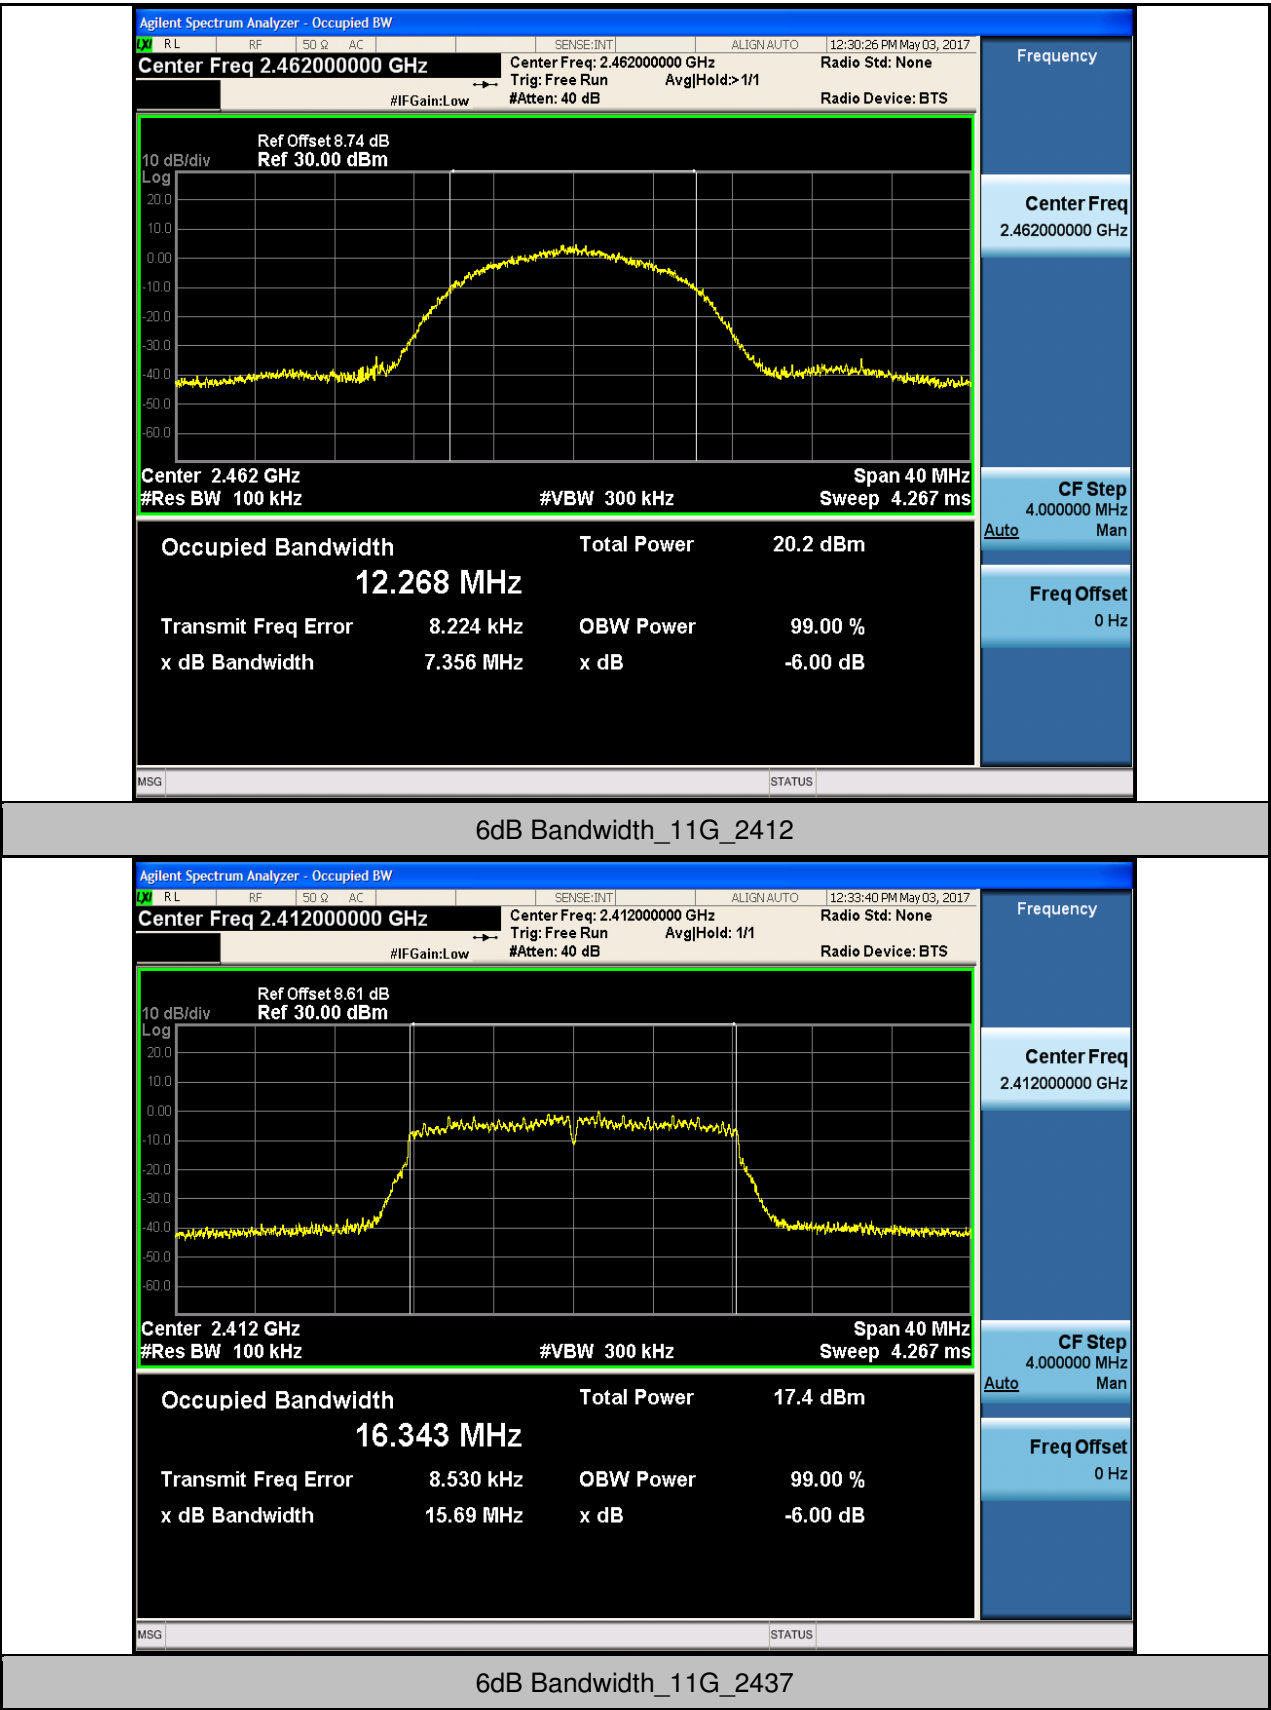 Agilent Spectrum Analyzer - Occupied BW
LXI RL RF 50 Ω AC SENSE:INT ALIGN AUTO 12:30:26 PM May 03, 2017
Center Freq 2.462000000 GHz
Center Freq: 2.462000000 GHz
Radio Std: None
Trig: Free Run Avg|Hold:>1/1
#IFGain:Low
#Atten: 40 dB
Radio Device: BTS
Frequency
Ref Offset 8.74 dB
10 dB/div Ref 30.00 dBm
Log
20.0
10.0
0.00
-10.0
-20.0
-30.0
-40.0
-50.0
-60.0
Center Freq
2.462000000 GHz
Center 2.462 GHz Span 40 MHz
#Res BW 100 kHz #VBW 300 kHz Sweep 4.267 ms
CF Step
4.000000 MHz
Auto Man
Occupied Bandwidth Total Power 20.2 dBm
12.268 MHz
Transmit Freq Error 8.224 kHz OBW Power 99.00 %
x dB Bandwidth 7.356 MHz x dB -6.00 dB
Freq Offset
0 Hz
MSG STATUS
6dB Bandwidth_11G_2412
Agilent Spectrum Analyzer - Occupied BW
LXI RL RF 50 Ω AC SENSE:INT ALIGN AUTO 12:33:40 PM May 03, 2017
Center Freq 2.412000000 GHz
Center Freq: 2.412000000 GHz
Radio Std: None
Trig: Free Run Avg|Hold: 1/1
#IFGain:Low
#Atten: 40 dB
Radio Device: BTS
Frequency
Ref Offset 8.61 dB
10 dB/div Ref 30.00 dBm
Log
20.0
10.0
0.00
-10.0
-20.0
-30.0
-40.0
-50.0
-60.0
Center Freq
2.412000000 GHz
Center 2.412 GHz Span 40 MHz
#Res BW 100 kHz #VBW 300 kHz Sweep 4.267 ms
CF Step
4.000000 MHz
Auto Man
Occupied Bandwidth Total Power 17.4 dBm
16.343 MHz
Transmit Freq Error 8.530 kHz OBW Power 99.00 %
x dB Bandwidth 15.69 MHz x dB -6.00 dB
Freq Offset
0 Hz
MSG STATUS
6dB Bandwidth_11G_2437